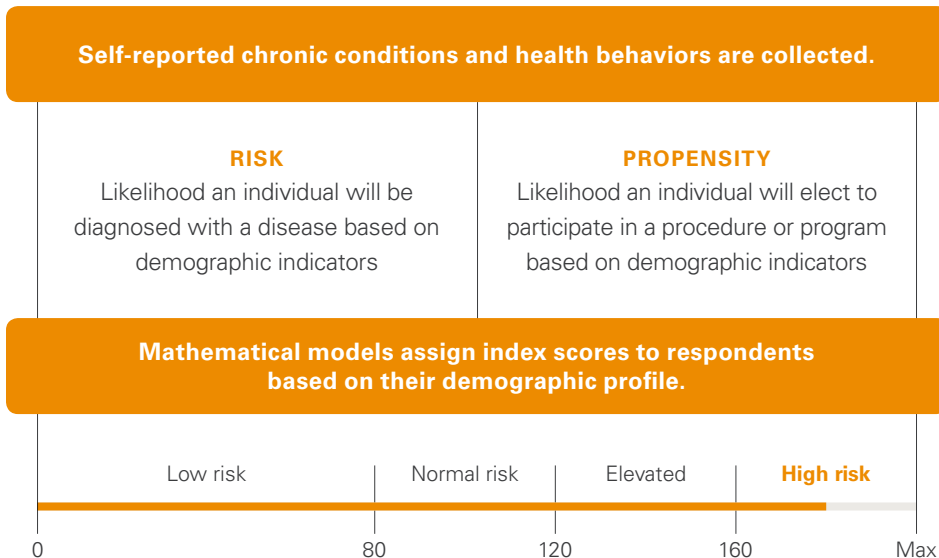 Self-reported chronic conditions and health behaviors are collected.
RISK
Likelihood an individual will be
diagnosed with a disease based on
demographic indicators
PROPENSITY
Likelihood an individual will elect to
participate in a procedure or program
based on demographic indicators
Mathematical models assign index scores to respondents
based on their demographic profile.
Low risk Normal risk Elevated High risk
0 80 120 160 Max